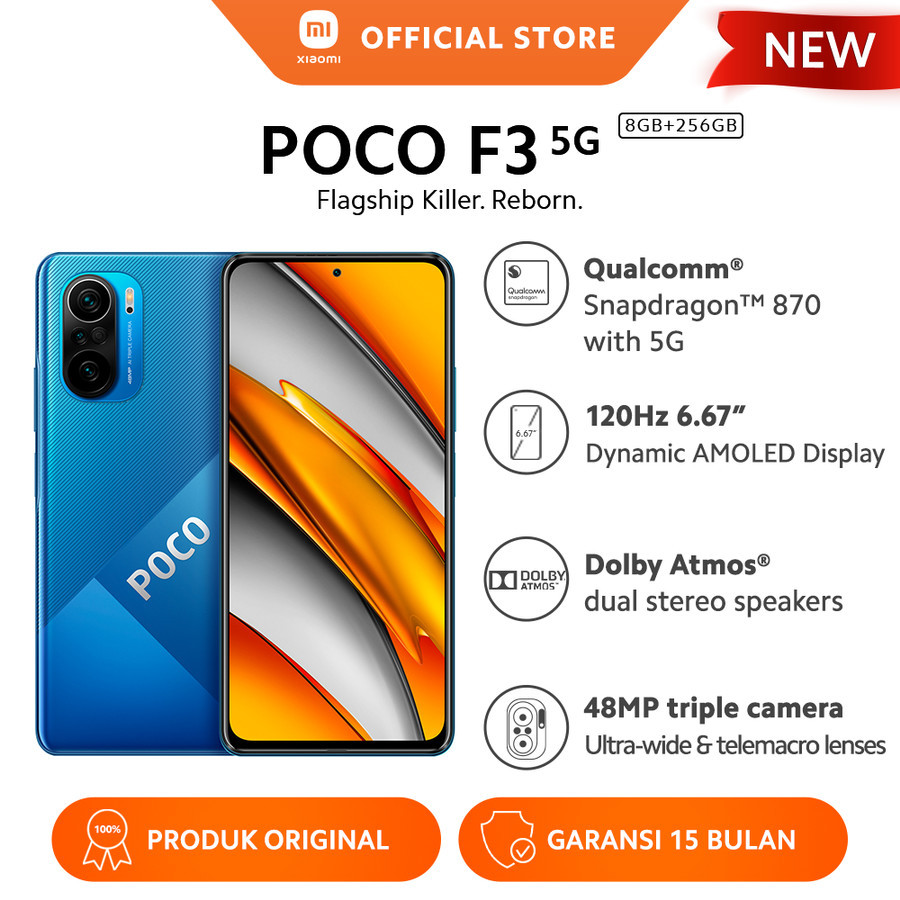 mi
xiaomi
OFFICIAL STORE
NEW
POCO F3 5G
8GB+256GB
Flagship Killer. Reborn.
48MP AI TRIPLE CAMERA
POCO
Qualcomm
snapdragon
Qualcomm®
Snapdragon™ 870
with 5G
6.67"
120Hz 6.67”
Dynamic AMOLED Display
DOLBY
ATMOS™
Dolby Atmos®
dual stereo speakers
48MP triple camera
Ultra-wide & telemacro lenses
100%
PRODUK ORIGINAL
GARANSI 15 BULAN